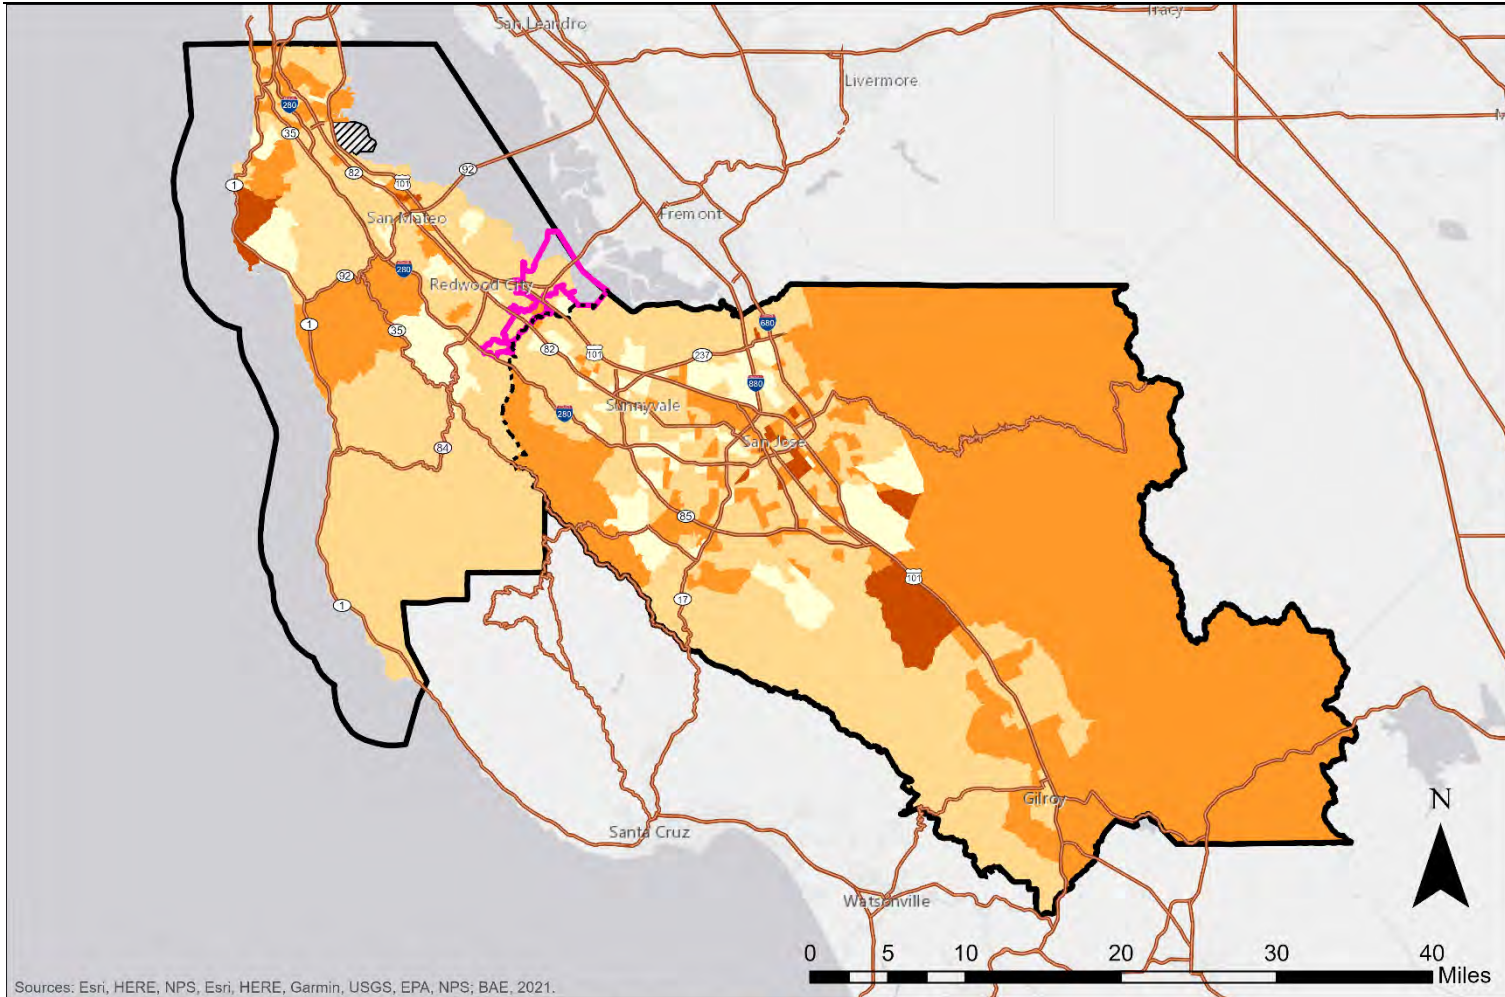 San Leandro
Tracy
Livermore
280
35
92
82
101
1
San Mateo
Fremont
280
92
Redwood City
1
35
680
82
101
237
880
280
Sunnyvale
San Jose
84
85
101
1
17
Gilroy
N
Santa Cruz
Watsonville
0 5 10 20 30 40
Miles
Sources: Esri, HERE, NPS, Esri, HERE, Garmin, USGS, EPA, NPS; BAE, 2021.